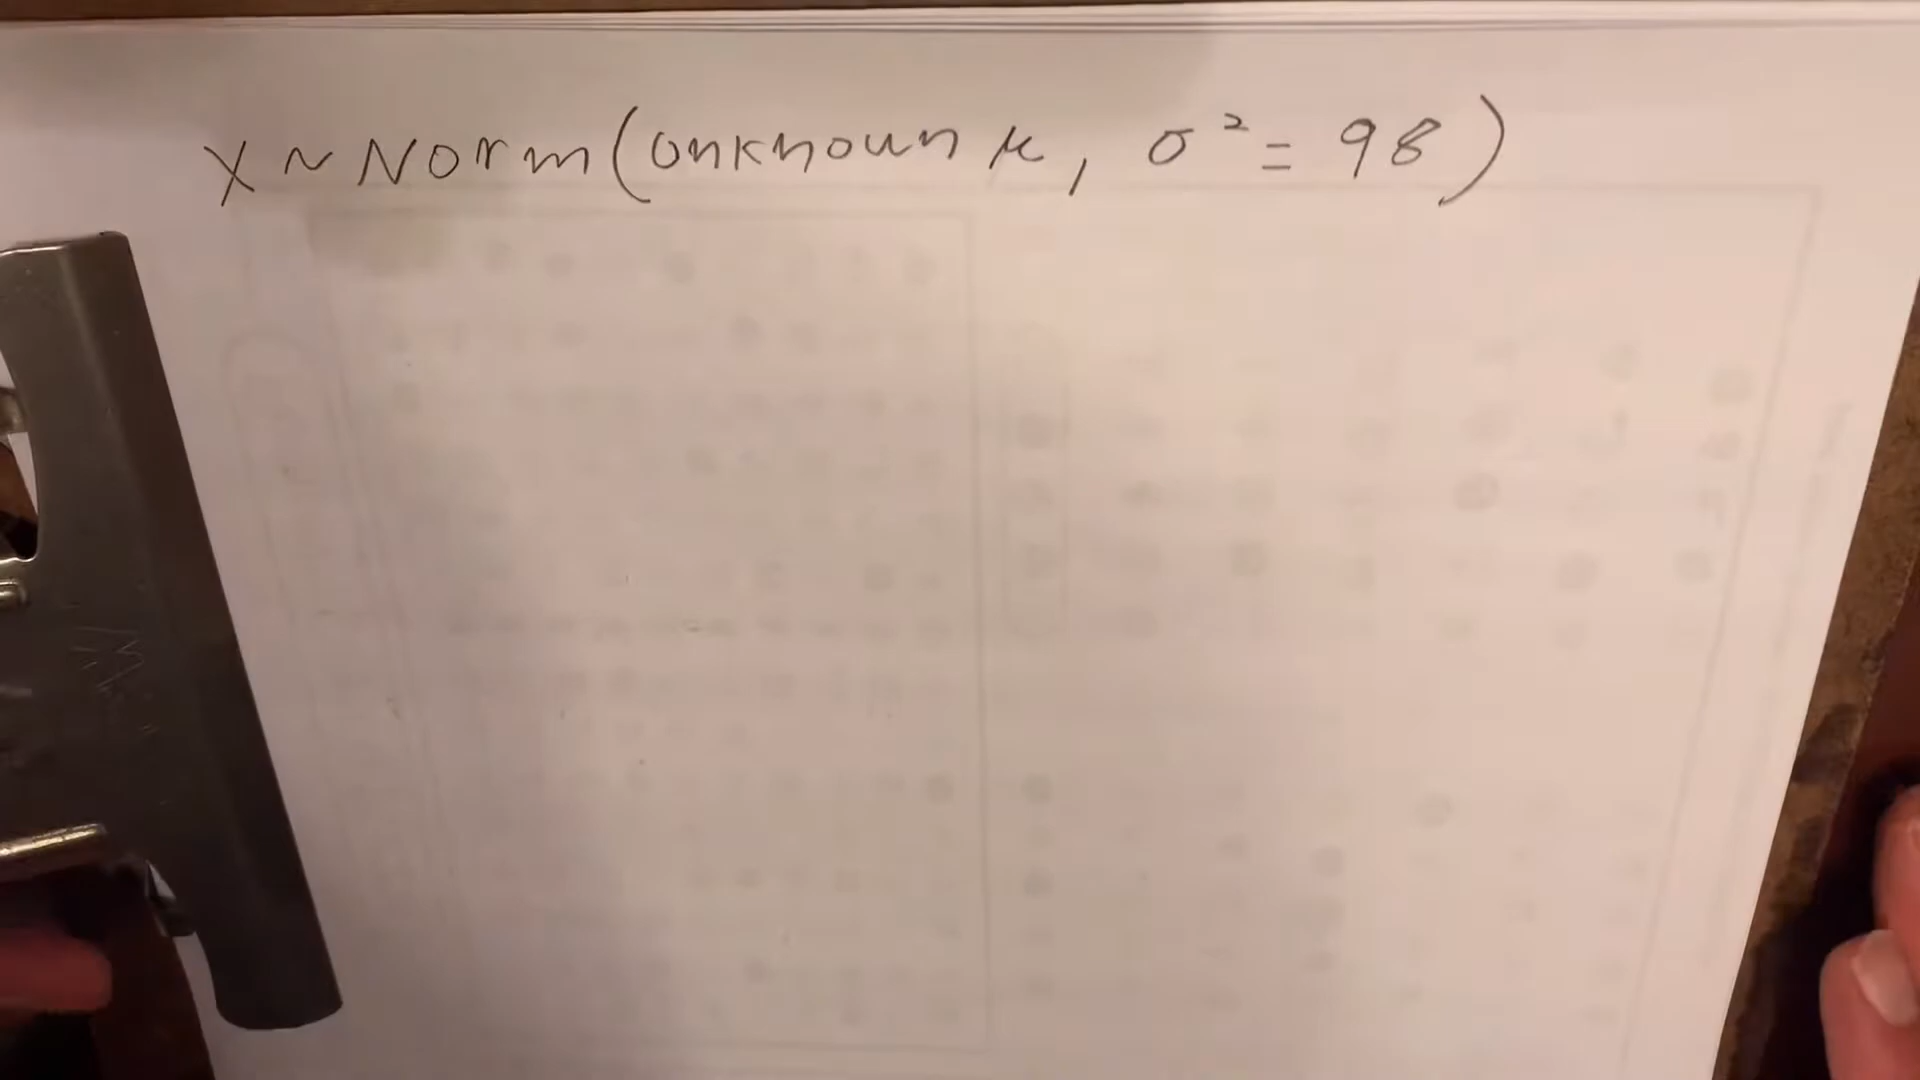 X ~ Norm(unknown μ, σ² = 98)